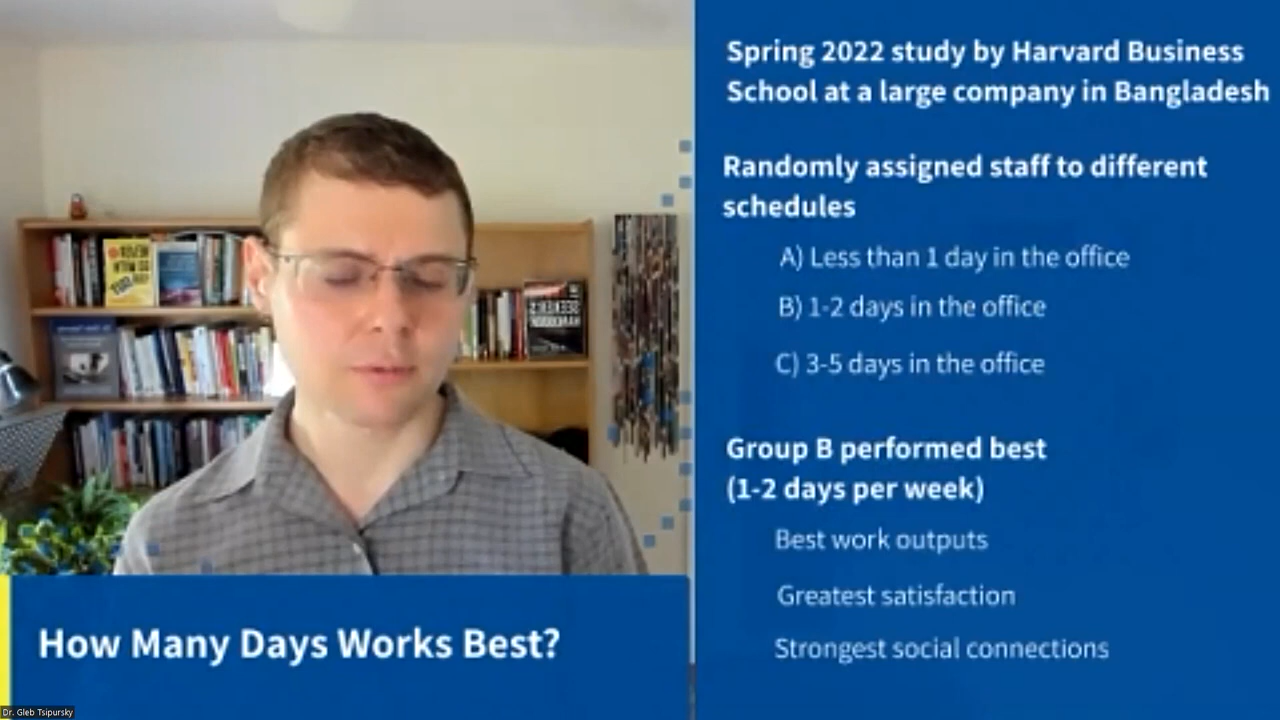 Spring 2022 study by Harvard Business
School at a large company in Bangladesh
Randomly assigned staff to different
schedules
A) Less than 1 day in the office
B) 1-2 days in the office
C) 3-5 days in the office
Group B performed best
(1-2 days per week)
Best work outputs
Greatest satisfaction
Strongest social connections
How Many Days Works Best?
Dr. Gleb Tsipursky